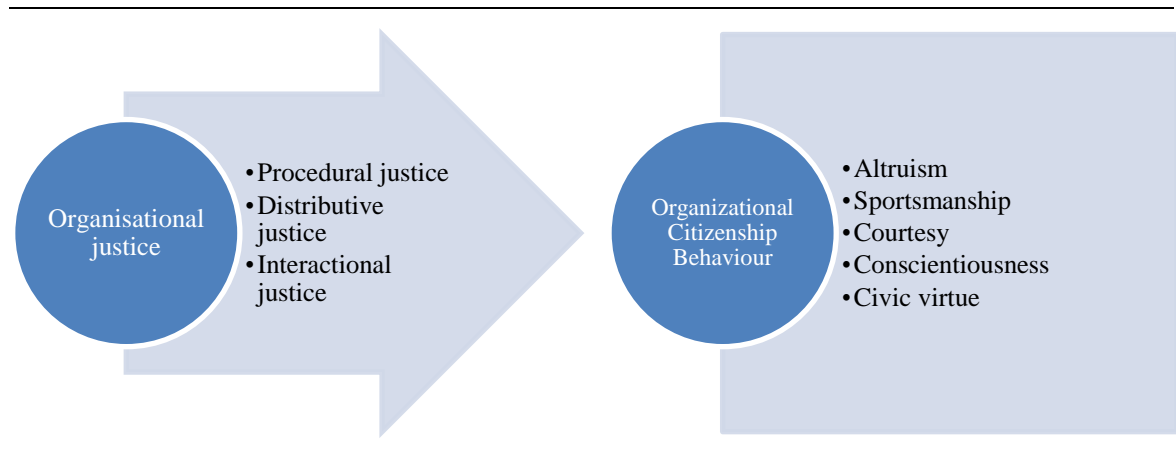 Organisational
justice
•Procedural justice
•Distributive
justice
•Interactional
justice
Organizational
Citizenship
Behaviour
•Altruism
•Sportsmanship
•Courtesy
•Conscientiousness
•Civic virtue